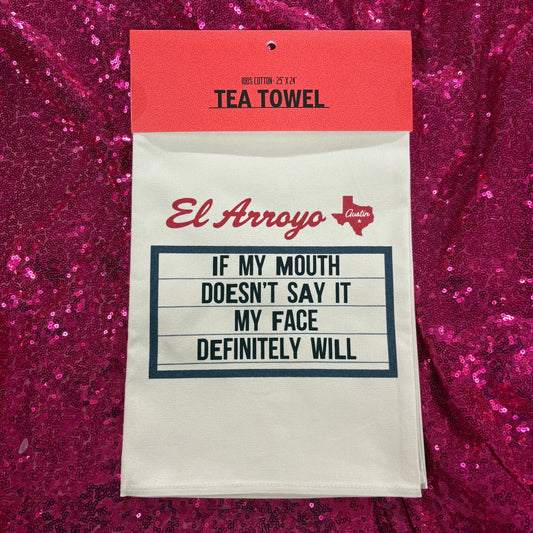 100% COTTON - 25" X 24"
TEA TOWEL
El Arroyo
Austin
IF MY MOUTH
DOESN'T SAY IT
MY FACE
DEFINITELY WILL